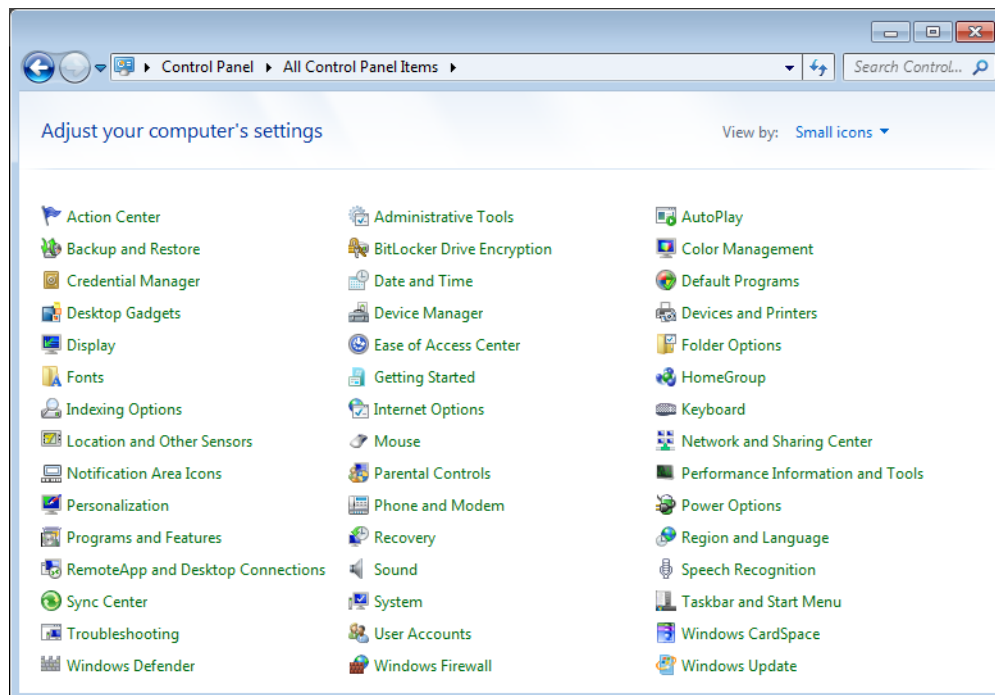 Control Panel All Control Panel Items Search Control...
Adjust your computer's settings View by: Small icons
Action Center Administrative Tools AutoPlay
Backup and Restore BitLocker Drive Encryption Color Management
Credential Manager Date and Time Default Programs
Desktop Gadgets Device Manager Devices and Printers
Display Ease of Access Center Folder Options
Fonts Getting Started HomeGroup
Indexing Options Internet Options Keyboard
Location and Other Sensors Mouse Network and Sharing Center
Notification Area Icons Parental Controls Performance Information and Tools
Personalization Phone and Modem Power Options
Programs and Features Recovery Region and Language
RemoteApp and Desktop Connections Sound Speech Recognition
Sync Center System Taskbar and Start Menu
Troubleshooting User Accounts Windows CardSpace
Windows Defender Windows Firewall Windows Update